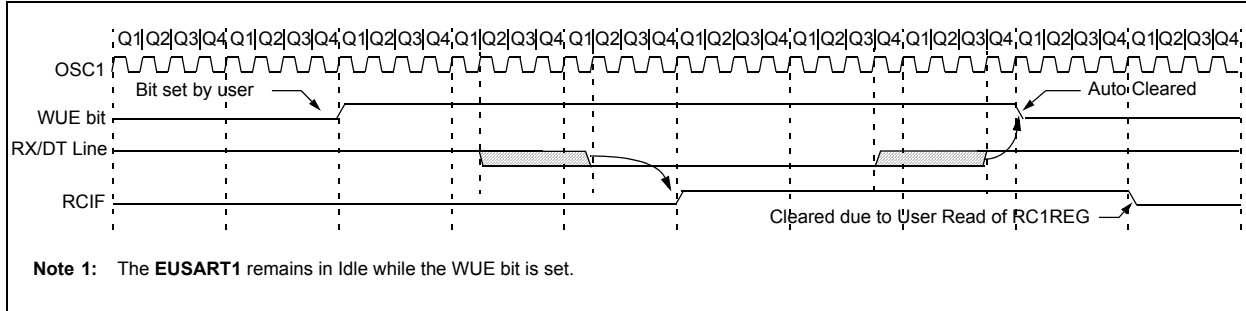 Q1|Q2|Q3|Q4|Q1|Q2|Q3|Q4|Q1|Q2|Q3|Q4|Q1|Q2|Q3|Q4|Q1|Q2|Q3|Q4|Q1|Q2|Q3|Q4|Q1|Q2|Q3|Q4|Q1|Q2|Q3|Q4|Q1|Q2|Q3|Q4|Q1|Q2|Q3|Q4
OSC1
Bit set by user
Auto Cleared
WUE bit
RX/DT Line
RCIF
Cleared due to User Read of RC1REG
Note 1: The EUSART1 remains in Idle while the WUE bit is set.